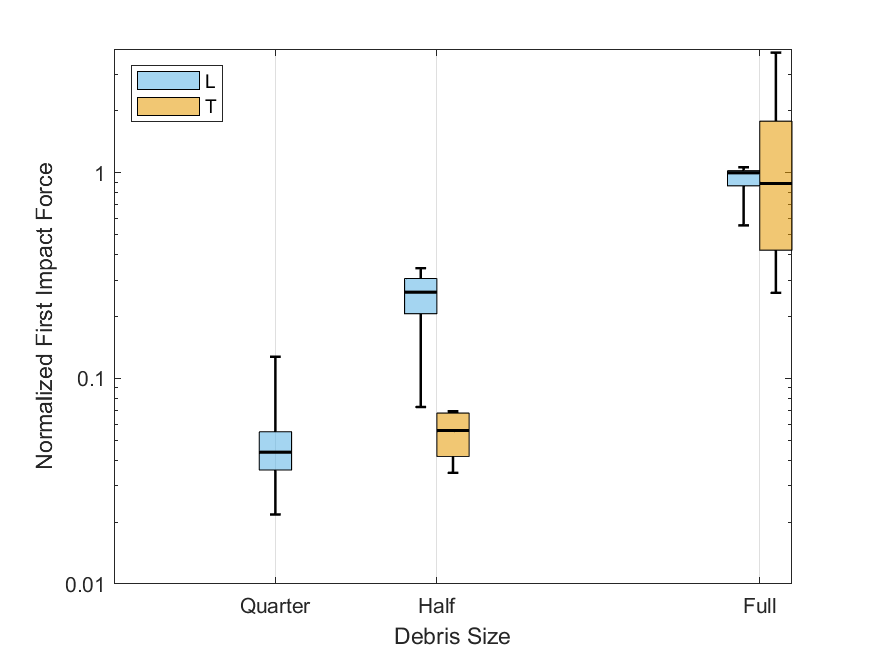 L
T
1
0.1
0.01
Normalized First Impact Force
Quarter
Half
Full
Debris Size